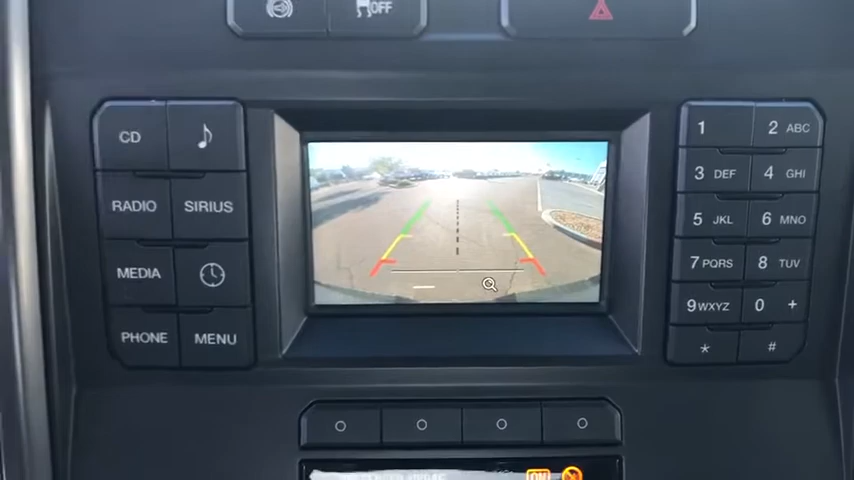 OFF
CD
RADIO SIRIUS
MEDIA
PHONE MENU
1 2 ABC
3 DEF 4 GHI
5 JKL 6 MNO
7 PQRS 8 TUV
9 WXYZ 0 +
* #
ON